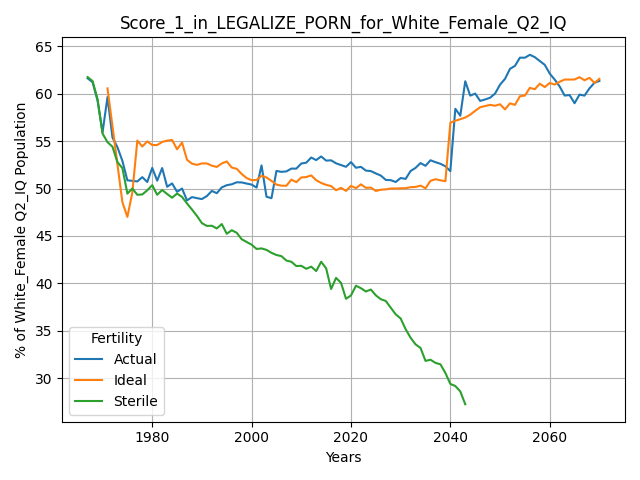 Score_1_in_LEGALIZE_PORN_for_White_Female_Q2_IQ
% of White_Female Q2_IQ Population
65
60
55
50
45
40
35
30
Fertility
Actual
Ideal
Sterile
1980
2000
2020
2040
2060
Years